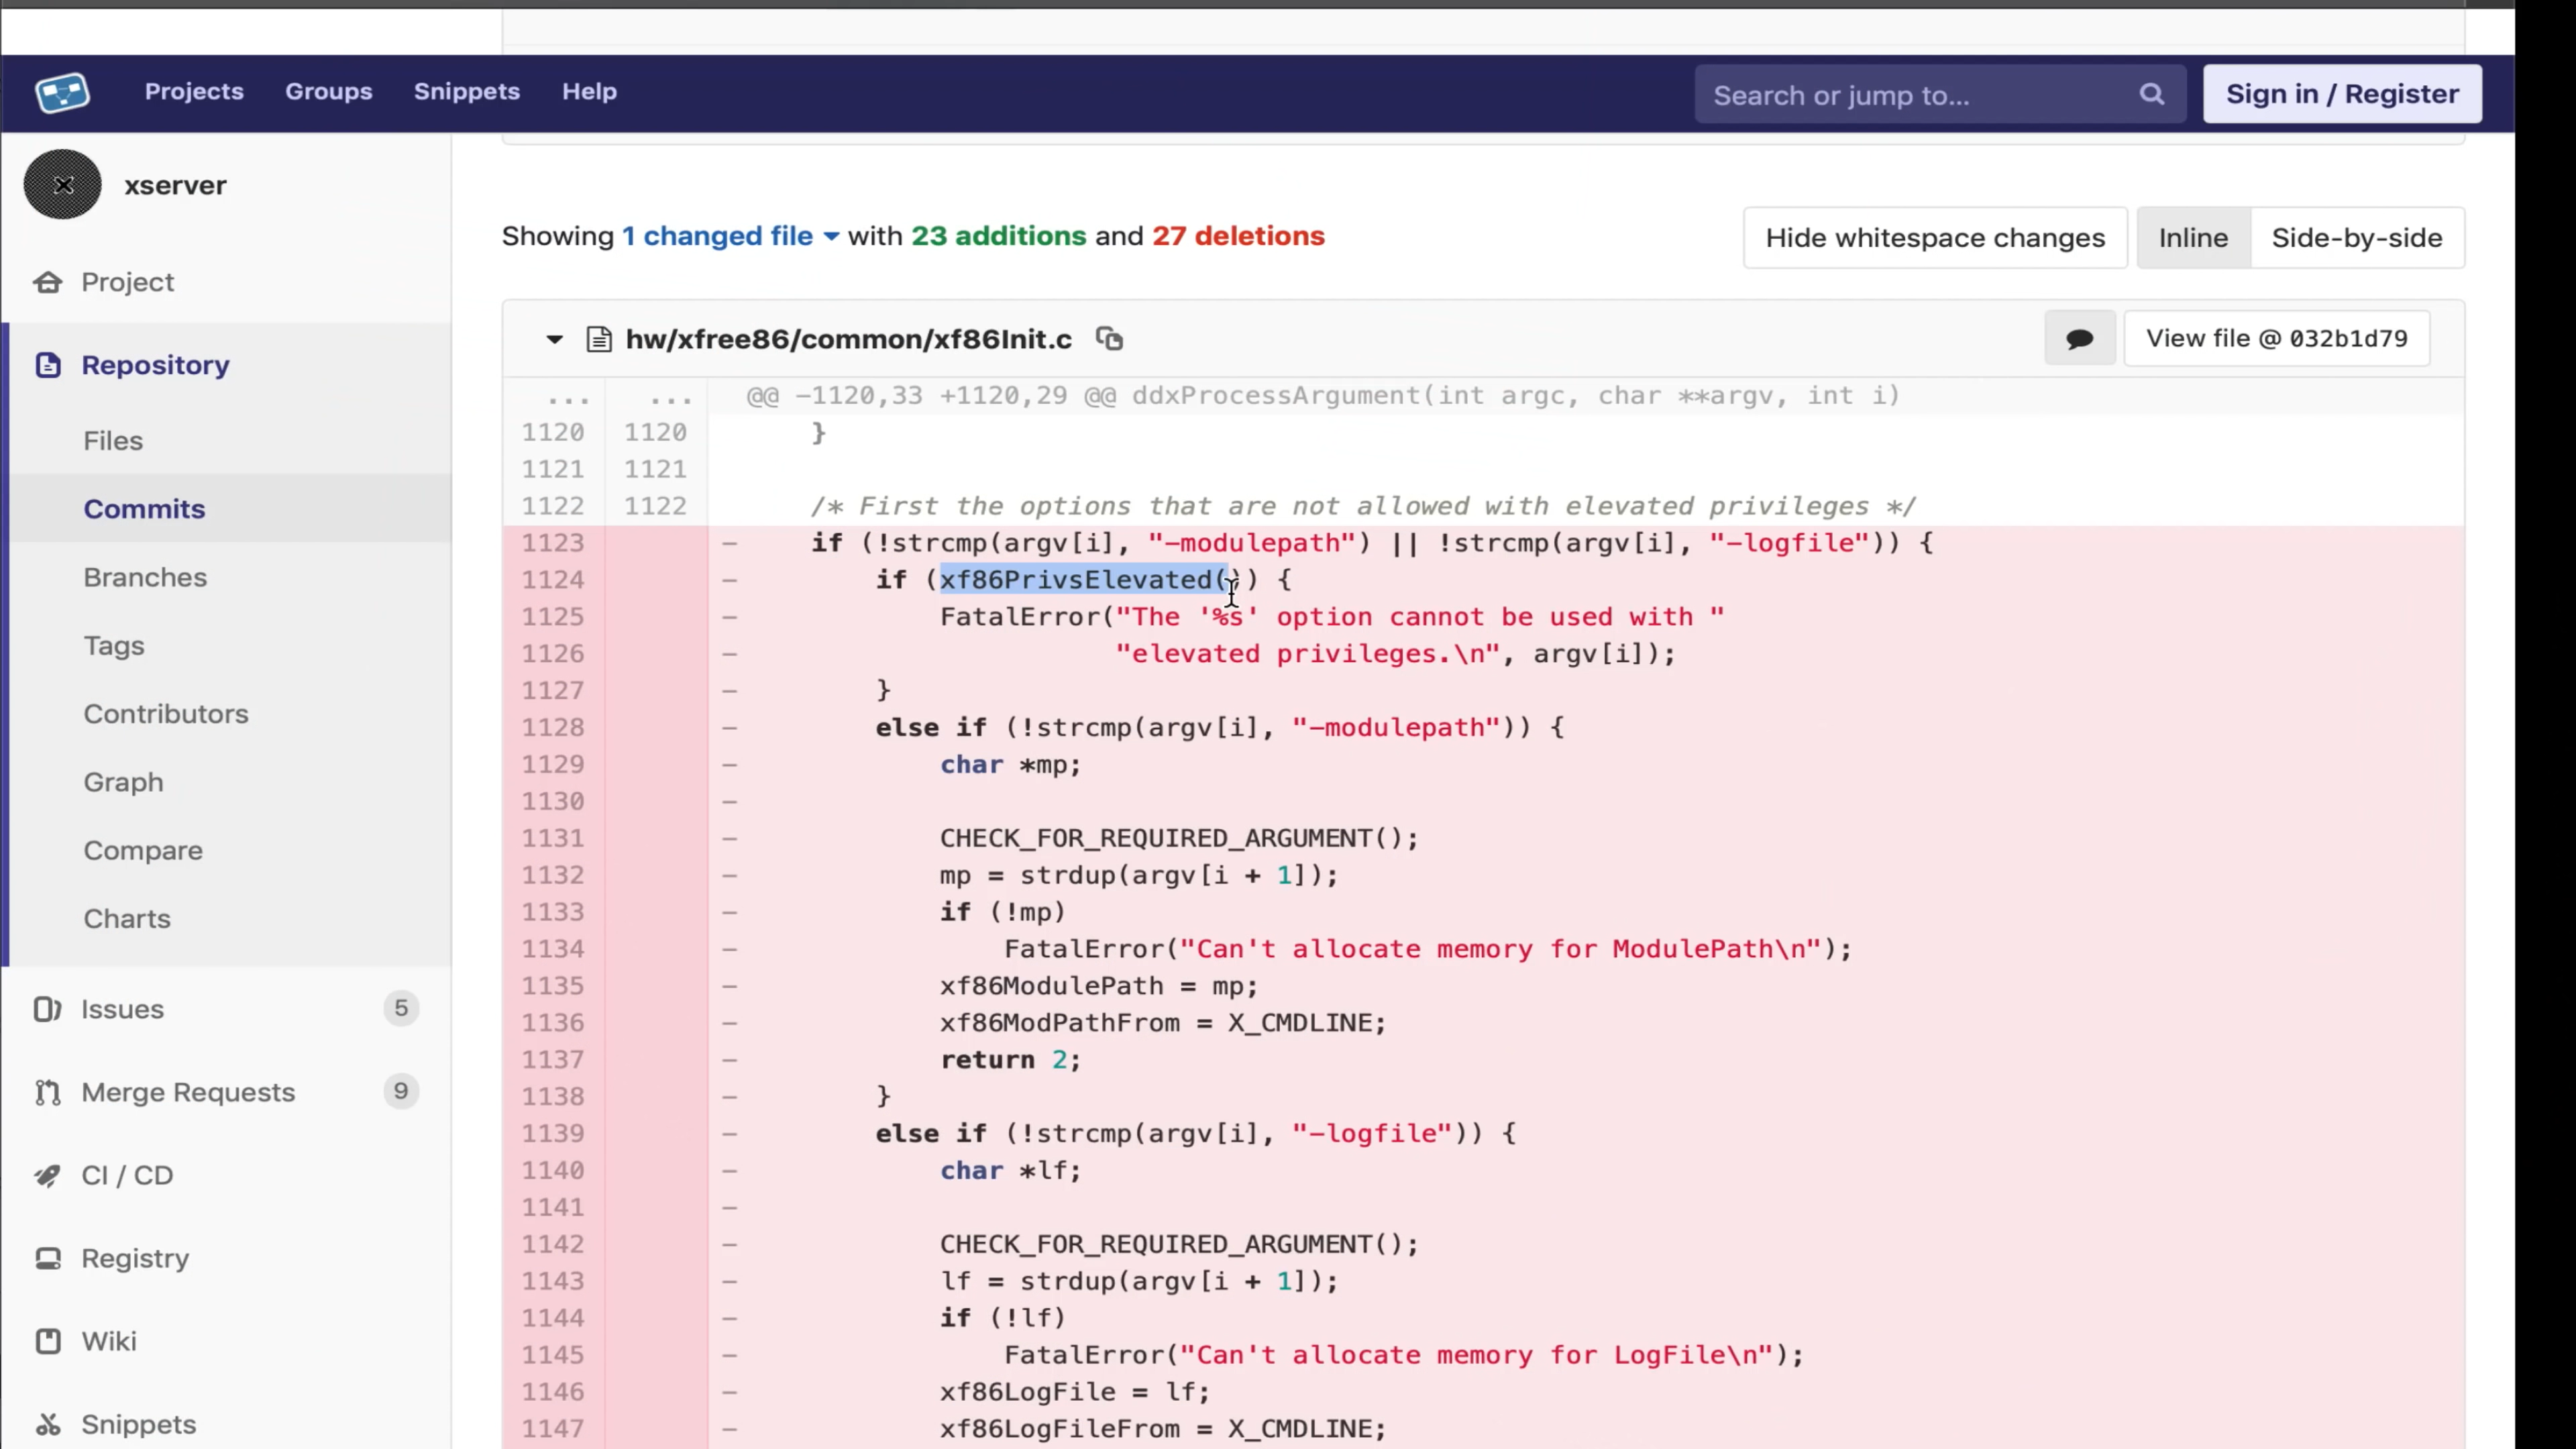 Projects Groups Snippets Help Search or jump to... Sign in / Register
xserver
Project
Repository
Files
Commits
Branches
Tags
Contributors
Graph
Compare
Charts
Issues 5
Merge Requests 9
CI / CD
Registry
Wiki
Snippets
Showing 1 changed file with 23 additions and 27 deletions Hide whitespace changes Inline Side-by-side
hw/xfree86/common/xf86Init.c View file @ 032b1d79
... ... @@ -1120,33 +1120,29 @@ ddxProcessArgument(int argc, char **argv, int i)
1120 1120 }
1121 1121
1122 1122 /* First the options that are not allowed with elevated privileges */
1123 - if (!strcmp(argv[i], "-modulepath") || !strcmp(argv[i], "-logfile")) {
1124 - if (xf86PrivsElevated()) {
1125 - FatalError("The '%s' option cannot be used with "
1126 - "elevated privileges.\n", argv[i]);
1127 - }
1128 - else if (!strcmp(argv[i], "-modulepath")) {
1129 - char *mp;
1130 -
1131 - CHECK_FOR_REQUIRED_ARGUMENT();
1132 - mp = strdup(argv[i + 1]);
1133 - if (!mp)
1134 - FatalError("Can't allocate memory for ModulePath\n");
1135 - xf86ModulePath = mp;
1136 - xf86ModPathFrom = X_CMDLINE;
1137 - return 2;
1138 - }
1139 - else if (!strcmp(argv[i], "-logfile")) {
1140 - char *lf;
1141 -
1142 - CHECK_FOR_REQUIRED_ARGUMENT();
1143 - lf = strdup(argv[i + 1]);
1144 - if (!lf)
1145 - FatalError("Can't allocate memory for LogFile\n");
1146 - xf86LogFile = lf;
1147 - xf86LogFileFrom = X_CMDLINE;